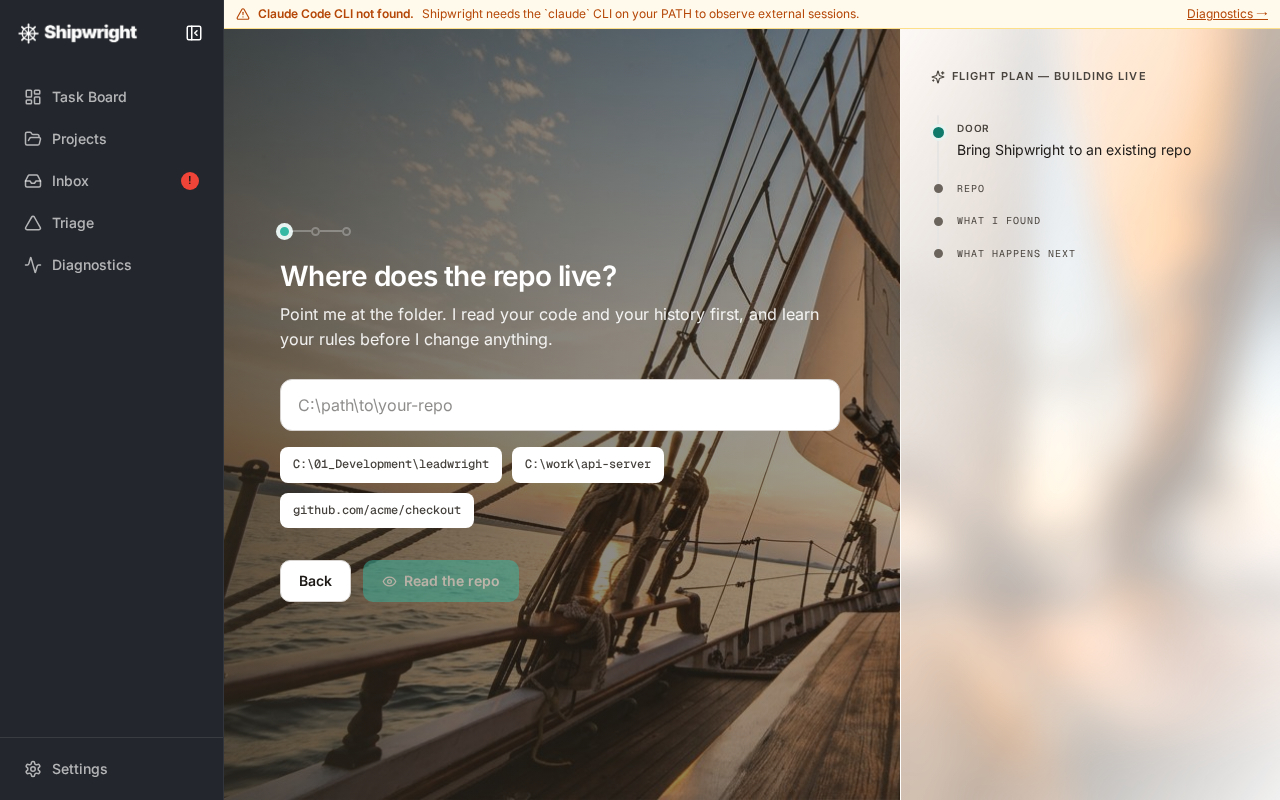 Claude Code CLI not found. Shipwright needs the `claude` CLI on your PATH to observe external sessions.
Diagnostics →
Shipwright
Task Board
Projects
Inbox
!
Triage
Diagnostics
Settings
Where does the repo live?
Point me at the folder. I read your code and your history first, and learn
your rules before I change anything.
C:\path\to\your-repo
C:\01_Development\leadwright
C:\work\api-server
github.com/acme/checkout
Back
Read the repo
FLIGHT PLAN — BUILDING LIVE
DOOR
Bring Shipwright to an existing repo
REPO
WHAT I FOUND
WHAT HAPPENS NEXT